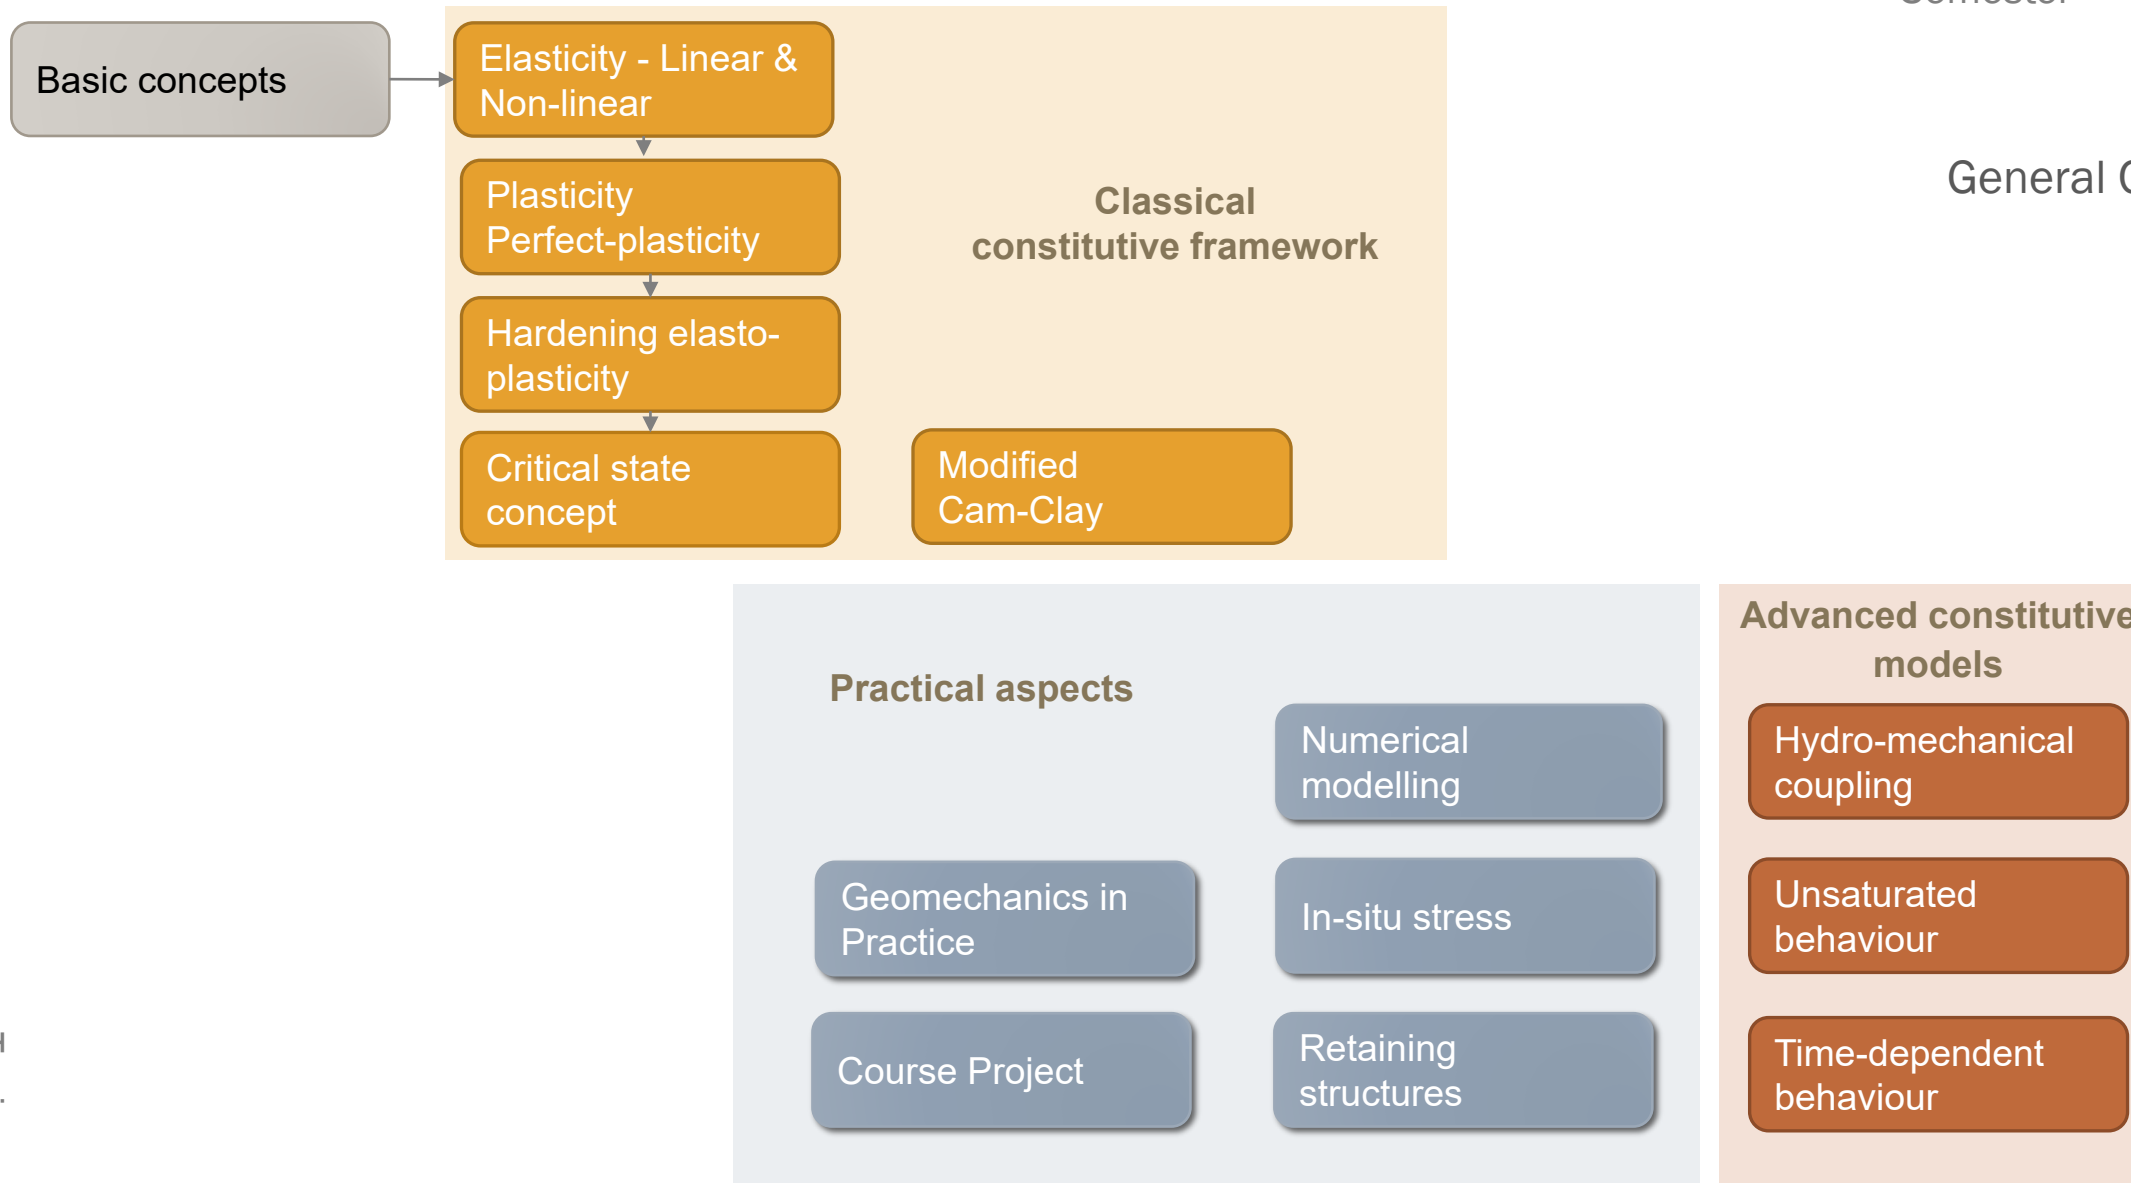 Basic concepts
Elasticity - Linear &
Non-linear
Plasticity
Perfect-plasticity
Hardening elasto-
plasticity
Critical state
concept
Modified
Cam-Clay
Classical
constitutive framework
General
Practical aspects
Numerical
modelling
Geomechanics in
Practice
In-situ stress
Course Project
Retaining
structures
Advanced constitutive
models
Hydro-mechanical
coupling
Unsaturated
behaviour
Time-dependent
behaviour